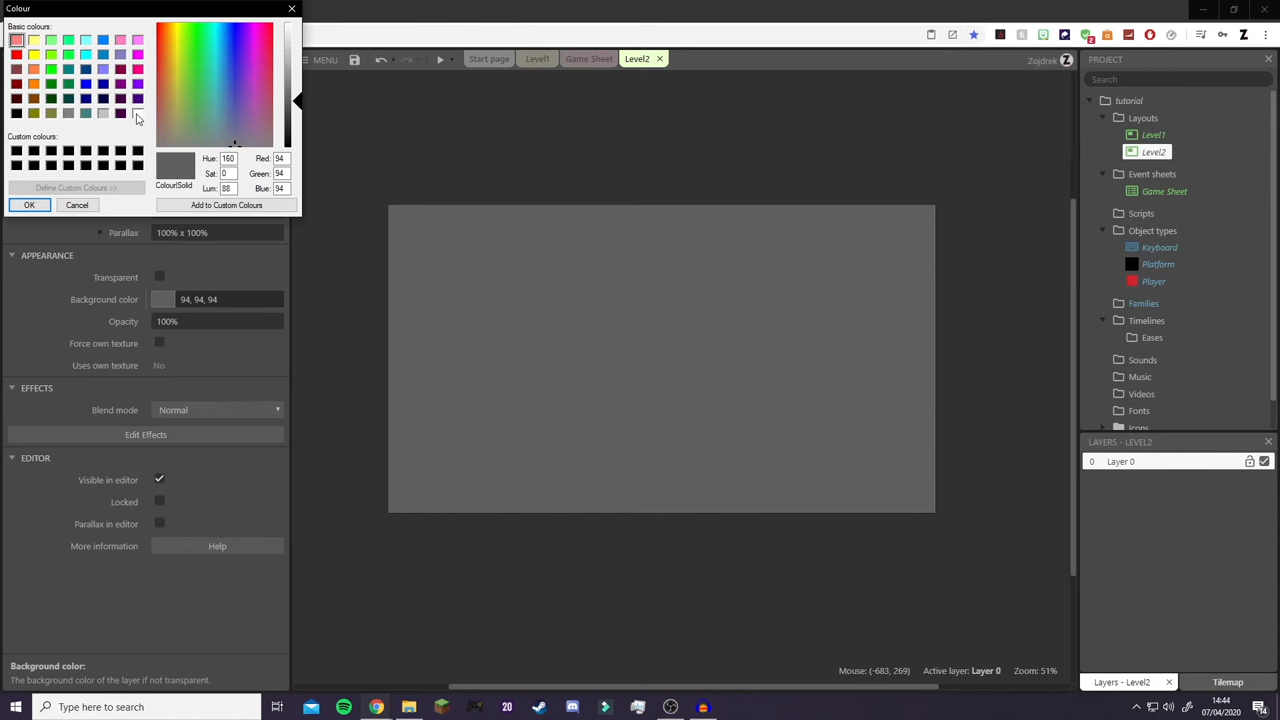 Colour
Basic colours:
Custom colours:
Define Custom Colours >>
OK
Cancel
Hue: 160
Sat: 0
Lum: 88
Red: 94
Green: 94
Blue: 94
Colour|Solid
Add to Custom Colours
MENU
Start page
Level1
Game Sheet
Level2
Zojdrek
Parallax 100% x 100%
APPEARANCE
Transparent
Background color 94, 94, 94
Opacity 100%
Force own texture
Uses own texture No
EFFECTS
Blend mode Normal
Edit Effects
EDITOR
Visible in editor
Locked
Parallax in editor
More information Help
Background color:
The background color of the layer if not transparent.
Mouse: (-683, 269) Active layer: Layer 0 Zoom: 51%
PROJECT
Search
tutorial
Layouts
Level1
Level2
Event sheets
Game Sheet
Scripts
Object types
Keyboard
Platform
Player
Families
Timelines
Eases
Sounds
Music
Videos
Fonts
Icons
LAYERS - LEVEL2
0 Layer 0
Layers - Level2
Tilemap
Type here to search
20
14:44
07/04/2020
14